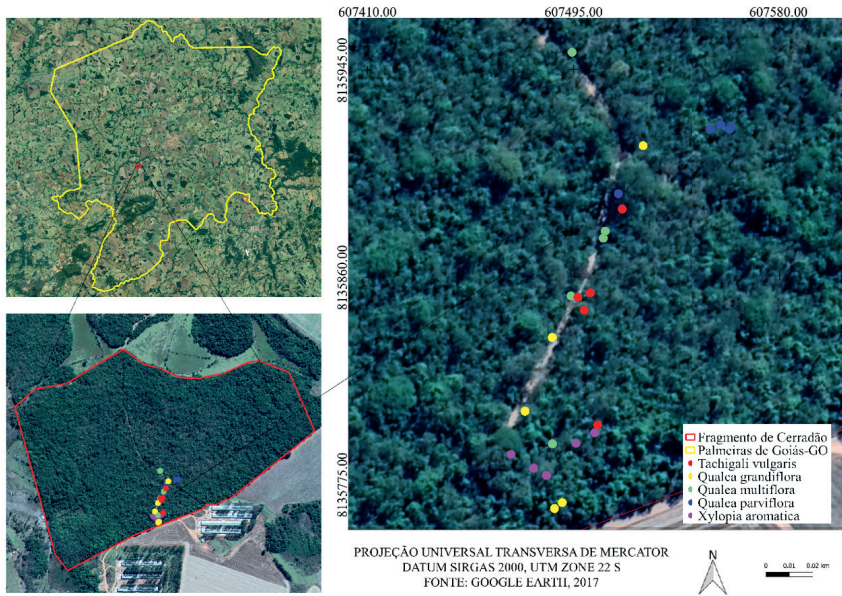 607410.00 607495.00 607580.00
8135945.00
8135860.00
8135775.00
Fragmento de Cerradão
Palmeiras de Goiás-GO
Tachigali vulgaris
Qualea grandiflora
Qualea multiflora
Qualea parviflora
Xylopia aromatica
PROJEÇÃO UNIVERSAL TRANSVERSA DE MERCATOR
DATUM SIRGAS 2000, UTM ZONE 22 S
FONTE: GOOGLE EARTH, 2017
N
0 0.01 0.02 km